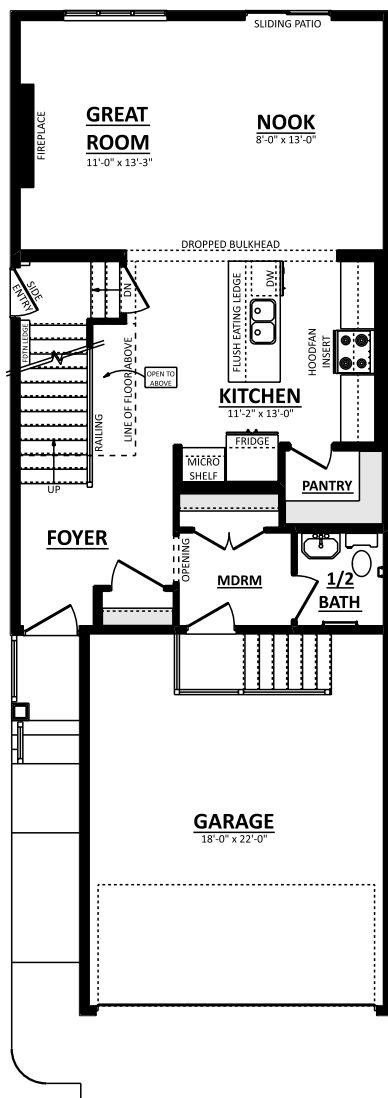 SLIDING PATIO
GREAT
ROOM
11'-0" x 13'-3"
NOOK
8'-0" x 13'-0"
FIREPLACE
DROPPED BULKHEAD
SIDE
ENTRY
DN
FLUSH EATING LEDGE
DW
HOODFAN
INSERT
FDTN LEDGE
LINE OF FLOOR ABOVE
OPEN TO
ABOVE
KITCHEN
11'-2" x 13'-0"
RAILING
FRIDGE
MICRO
SHELF
UP
PANTRY
FOYER
OPENING
MDRM
1/2
BATH
GARAGE
18'-0" x 22'-0"